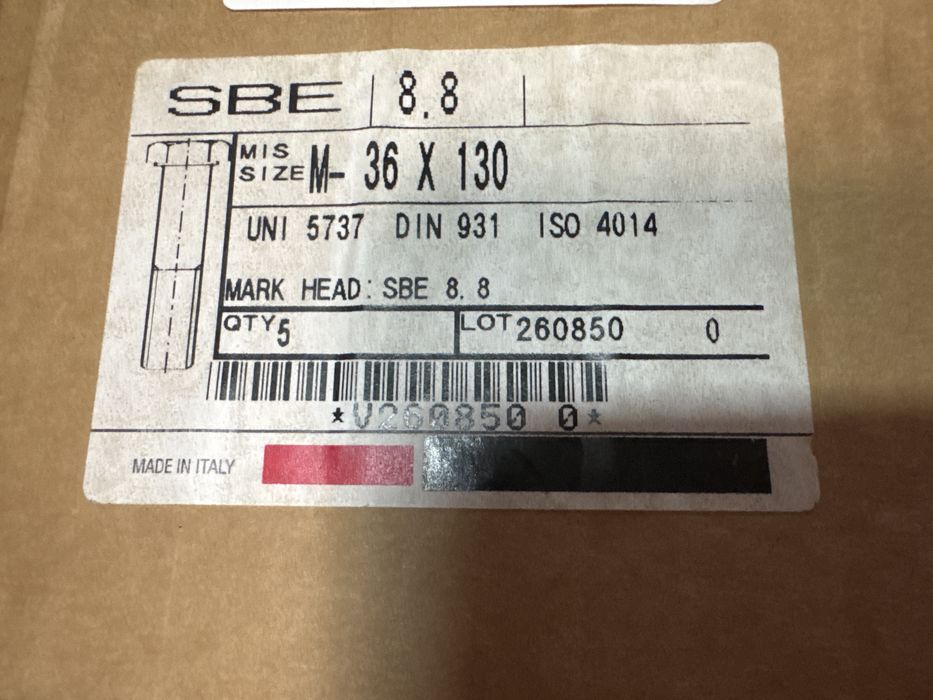 SBE 8.8
MIS
SIZE M- 36 X 130
UNI 5737 DIN 931 ISO 4014
MARK HEAD: SBE 8.8
QTY 5 LOT 260850 0
*V260850 0*
MADE IN ITALY